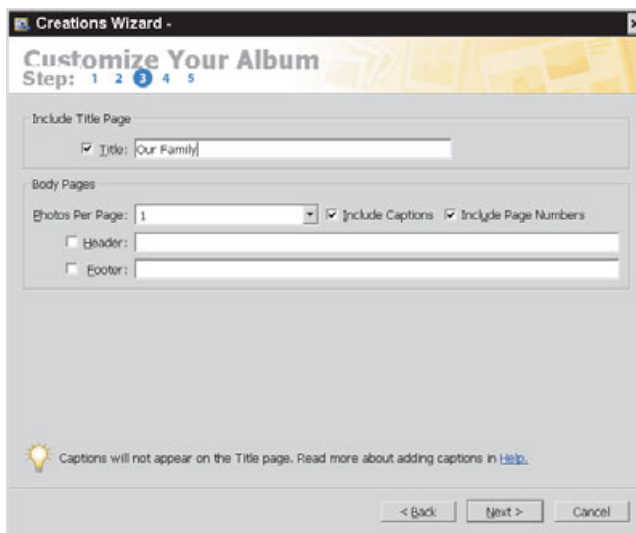 Creations Wizard -
Customize Your Album
Step: 1 2 3 4 5
Include Title Page
Title: Our Family
Body Pages
Photos Per Page: 1 Include Captions Include Page Numbers
Header:
Footer:
Captions will not appear on the Title page. Read more about adding captions in Help.
< Back Next > Cancel